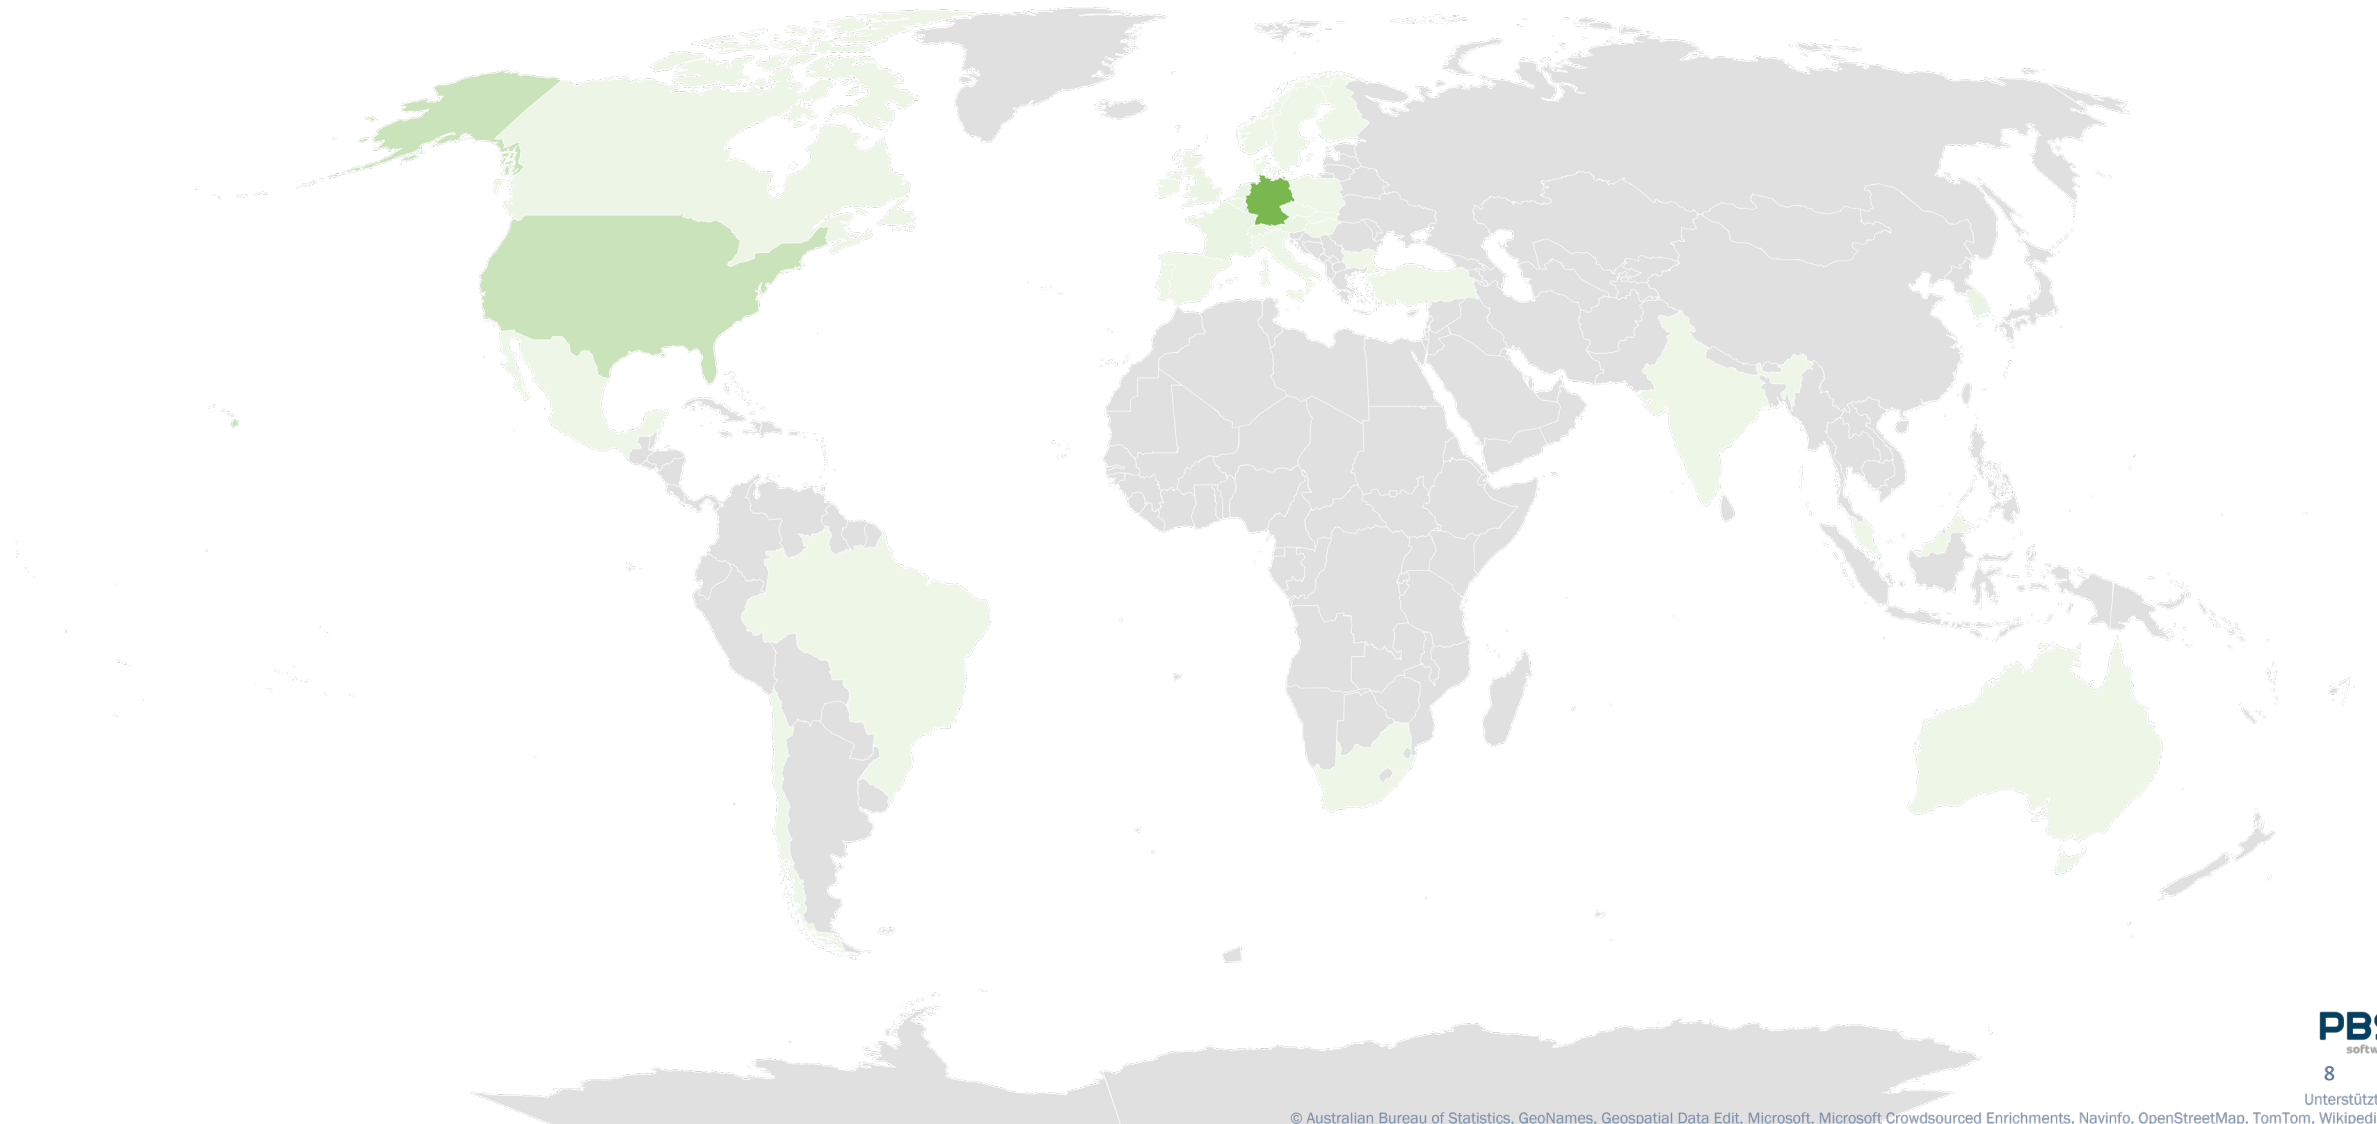 PBS
softw
8
Unterstützt
© Australian Bureau of Statistics, GeoNames, Geospatial Data Edit, Microsoft, Microsoft Crowdsourced Enrichments, Navinfo, OpenStreetMap, TomTom, Wikipedi